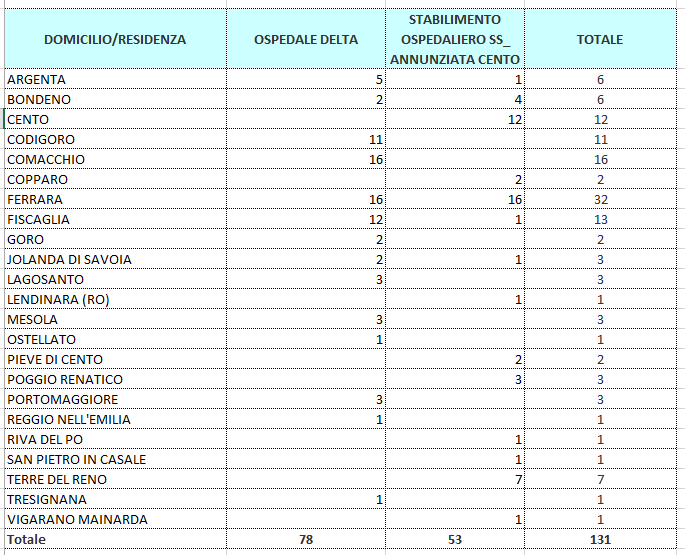 DOMICILIO/RESIDENZA OSPEDALE DELTA STABILIMENTO OSPEDALIERO SS_ ANNUNZIATA CENTO TOTALE
ARGENTA 5 1 6
BONDENO 2 4 6
CENTO 12 12
CODIGORO 11 11
COMACCHIO 16 16
COPPARO 2 2
FERRARA 16 16 32
FISCAGLIA 12 1 13
GORO 2 2
JOLANDA DI SAVOIA 2 1 3
LAGOSANTO 3 3
LENDINARA (RO) 1 1
MESOLA 3 3
OSTELLATO 1 1
PIEVE DI CENTO 2 2
POGGIO RENATICO 3 3
PORTOMAGGIORE 3 3
REGGIO NELL'EMILIA 1 1
RIVA DEL PO 1 1
SAN PIETRO IN CASALE 1 1
TERRE DEL RENO 7 7
TRESIGNANA 1 1
VIGARANO MAINARDA 1 1
Totale 78 53 131